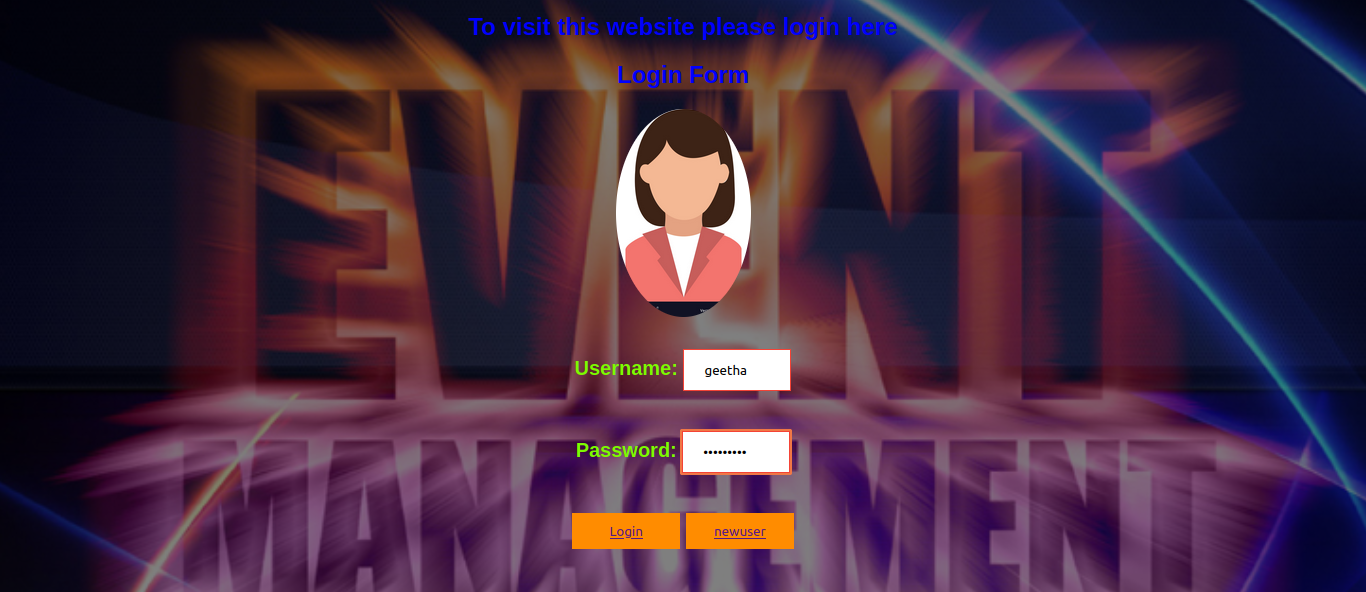 To visit this website please login here
Login Form
EVENT
MANAGEMENT
Username: geetha
Password: •••••••••
Login newuser